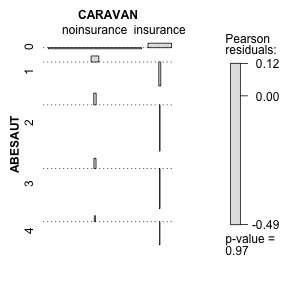 CARAVAN
noinsurance insurance
ABESAUT
0
1
2
3
4
Pearson
residuals:
0.12
0.00
-0.49
p-value =
0.97